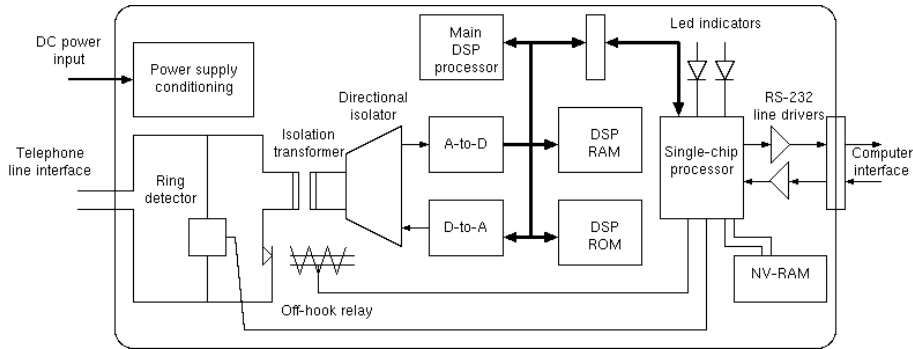 DC power
input
Power supply
conditioning
Main
DSP
processor
Led indicators
RS-232
line drivers
Directional
isolator
Isolation
transformer
A-to-D
DSP
RAM
Single-chip
processor
Computer
interface
Telephone
line interface
Ring
detector
D-to-A
DSP
ROM
NV-RAM
Off-hook relay